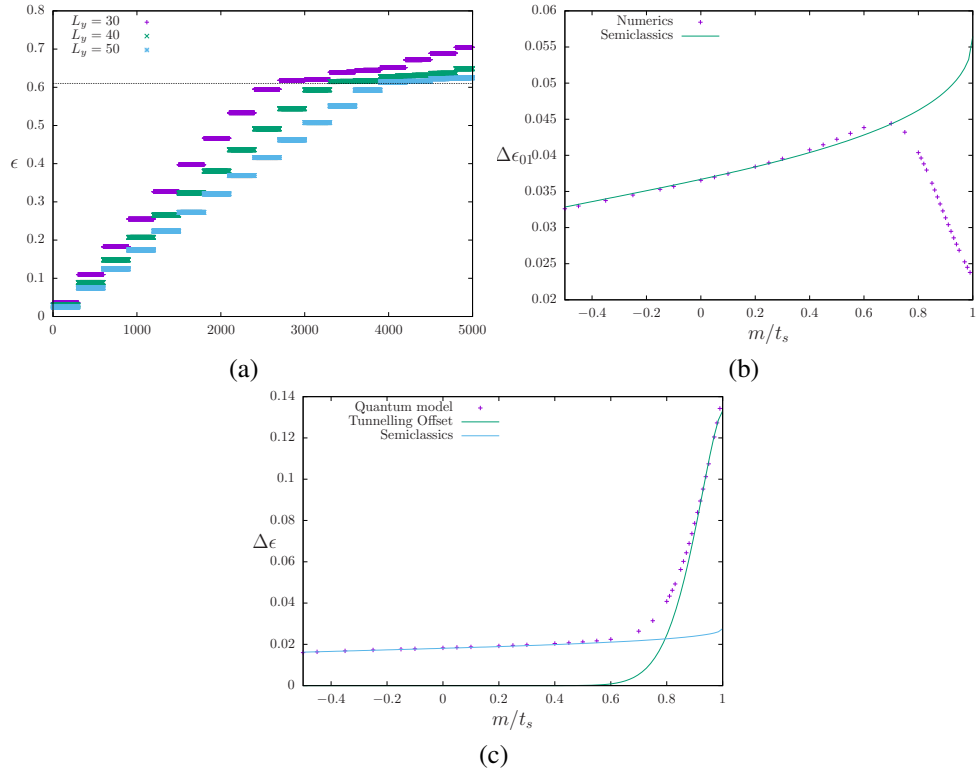 0.8
0.7
0.6
0.5
0.4
0.3
0.2
0.1
0
ϵ
L_y = 30
L_y = 40
L_y = 50
0 1000 2000 3000 4000 5000
(a)
0.06
0.055
0.05
0.045
0.04
0.035
0.03
0.025
0.02
Δϵ_{01}
Numerics
Semiclassics
−0.4 −0.2 0 0.2 0.4 0.6 0.8 1
m/t_s
(b)
0.14
0.12
0.1
0.08
0.06
0.04
0.02
0
Δϵ
Quantum model
Tunnelling Offset
Semiclassics
−0.4 −0.2 0 0.2 0.4 0.6 0.8 1
m/t_s
(c)